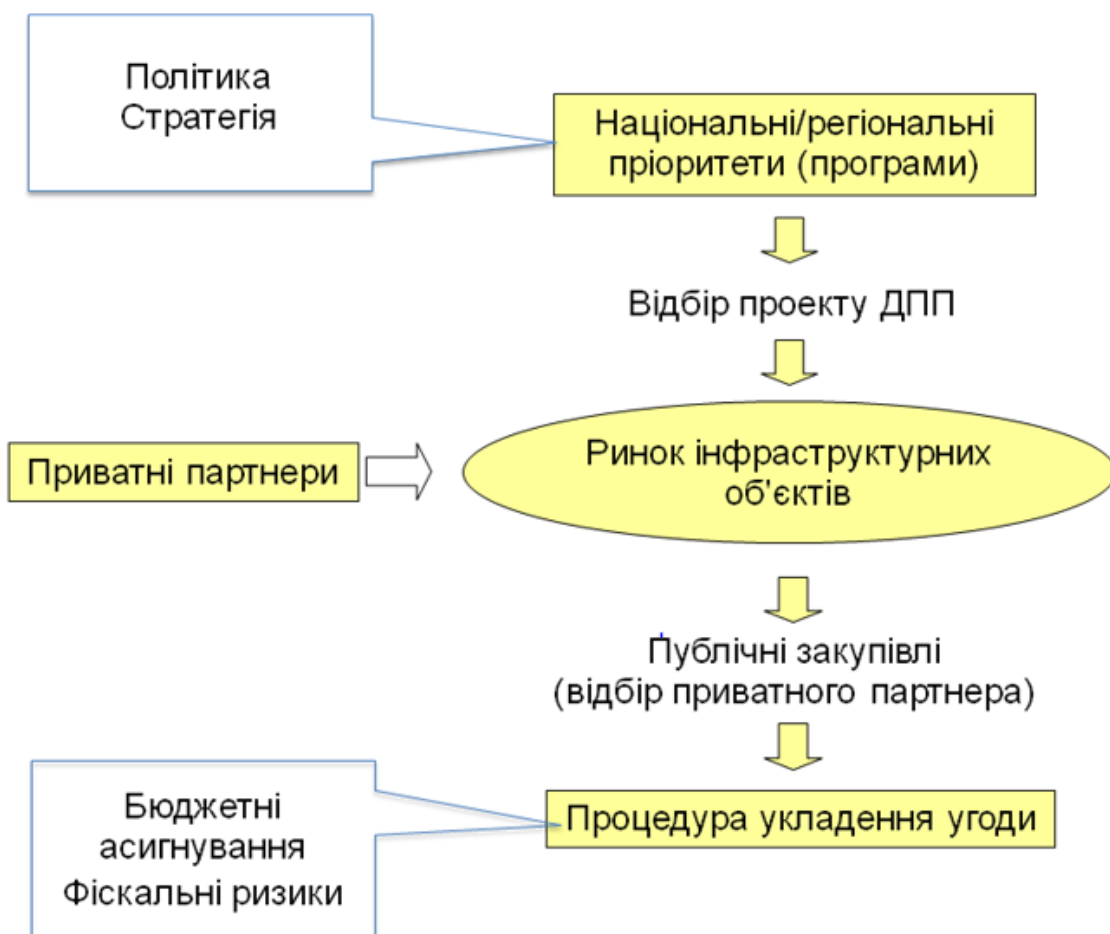 Політика
Стратегія
Національні/регіональні
пріоритети (програми)
Відбір проекту ДПП
Приватні партнери
Ринок інфраструктурних
об'єктів
Публічні закупівлі
(відбір приватного партнера)
Бюджетні
асигнування
Фіскальні ризики
Процедура укладення угоди